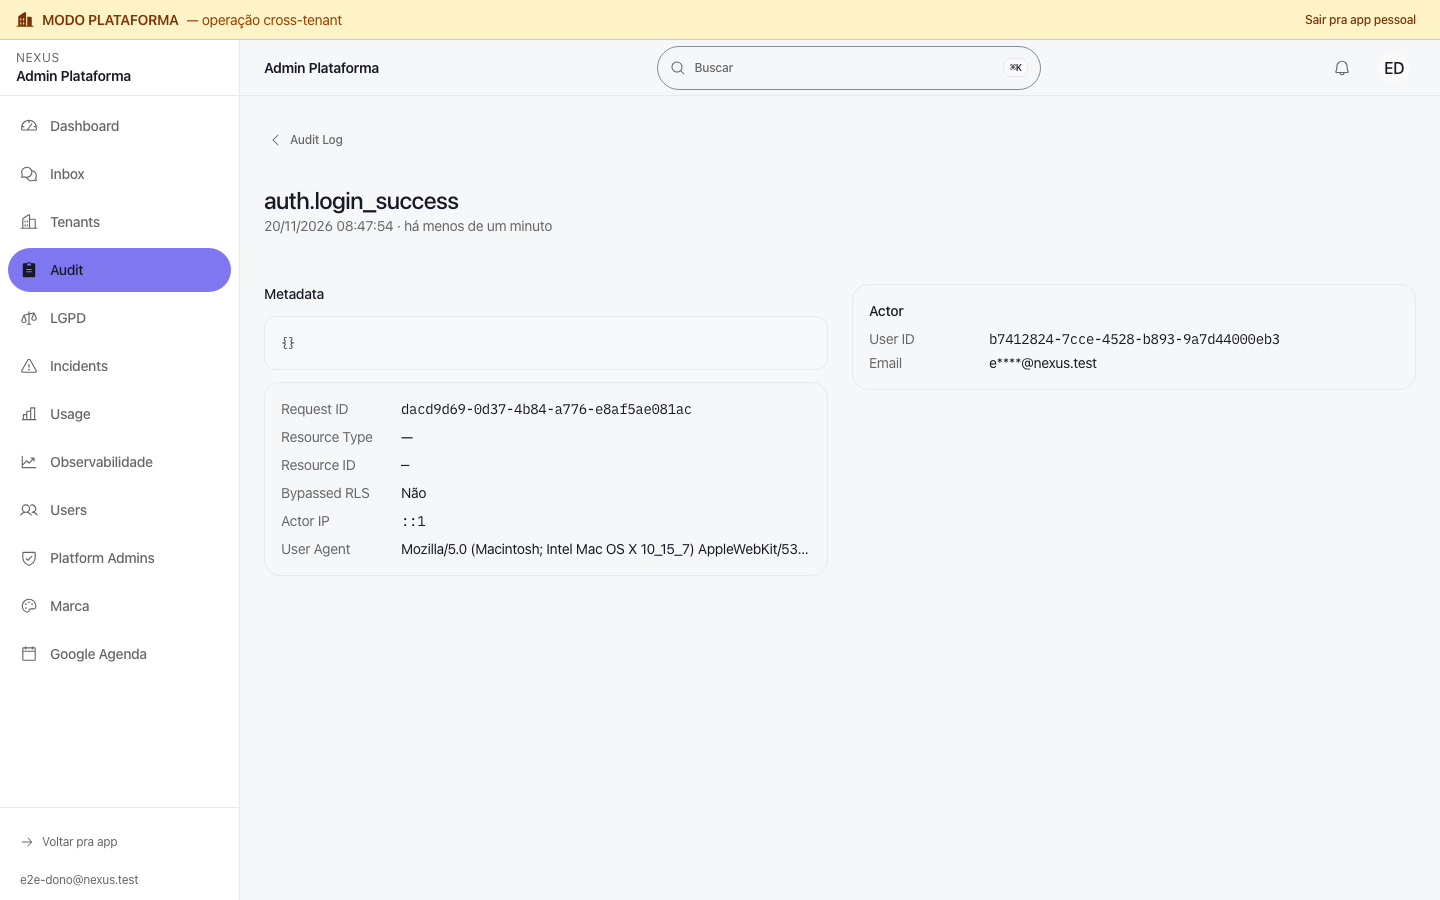 MODO PLATAFORMA — operação cross-tenant
Sair pra app pessoal
NEXUS
Admin Plataforma
Admin Plataforma
Buscar
⌘K
ED
Dashboard
Inbox
Tenants
Audit
LGPD
Incidents
Usage
Observabilidade
Users
Platform Admins
Marca
Google Agenda
Voltar pra app
e2e-dono@nexus.test
Audit Log
auth.login_success
20/11/2026 08:47:54 · há menos de um minuto
Metadata
{}
Request ID dacd9d69-0d37-4b84-a776-e8af5ae081ac
Resource Type —
Resource ID —
Bypassed RLS Não
Actor IP ::1
User Agent Mozilla/5.0 (Macintosh; Intel Mac OS X 10_15_7) AppleWebKit/53...
Actor
User ID b7412824-7cce-4528-b893-9a7d44000eb3
Email e****@nexus.test